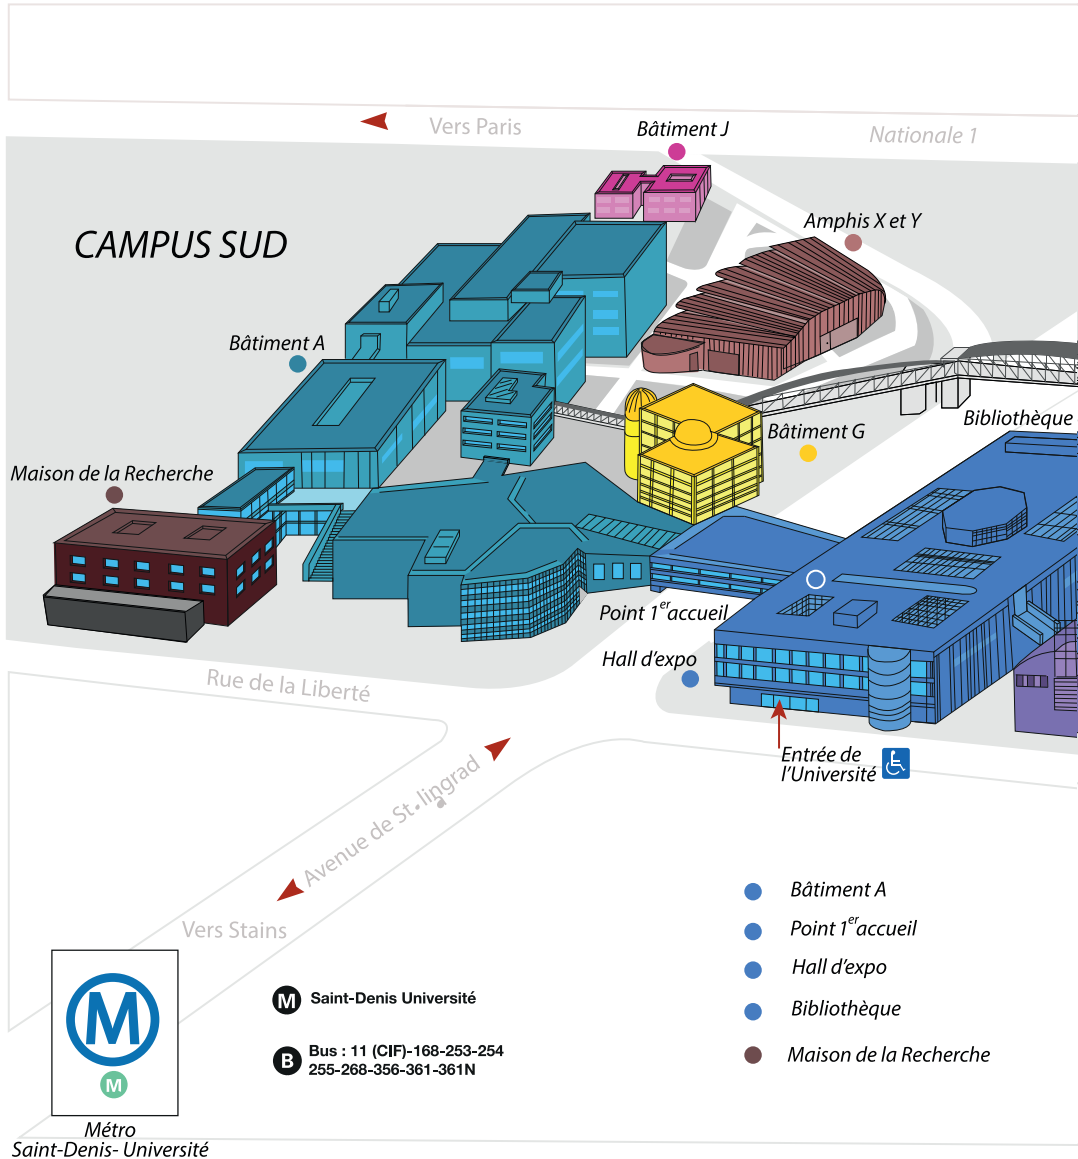 Vers Paris
Nationale 1
Bâtiment J
Amphis X et Y
CAMPUS SUD
Bâtiment A
Bibliothèque
Bâtiment G
Maison de la Recherche
Point 1er accueil
Hall d'expo
Rue de la Liberté
Entrée de
l'Université
Avenue de St.lingrad
Vers Stains
Bâtiment A
Point 1er accueil
Hall d'expo
Bibliothèque
Maison de la Recherche
M
M
Métro
Saint-Denis- Université
M Saint-Denis Université
B Bus : 11 (CIF)-168-253-254
255-268-356-361-361N